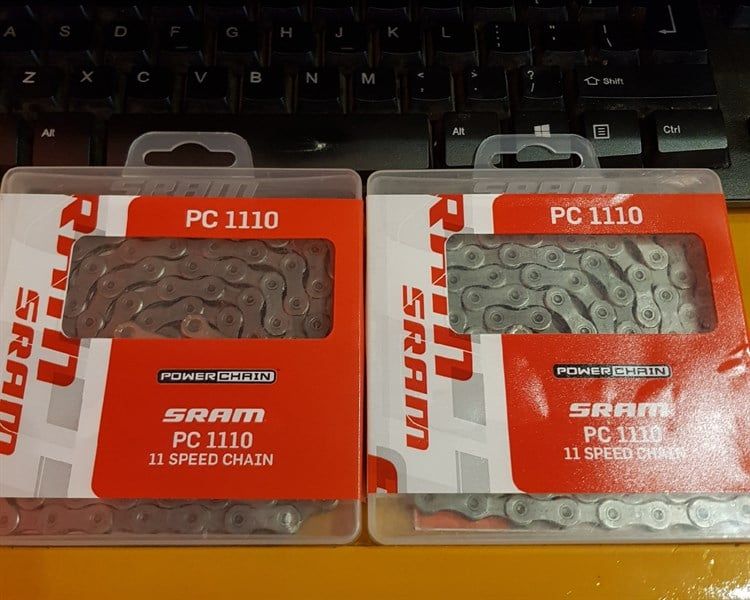 A S D F G H J K L : ;
Z X C V B N M < , > . ? /
Shift
Alt Alt Ctrl
SRAM
PC 1110
SRAM
POWERCHAIN
SRAM
PC 1110
11 SPEED CHAIN
SRAM
PC 1110
SRAM
POWERCHAIN
SRAM
PC 1110
11 SPEED CHAIN